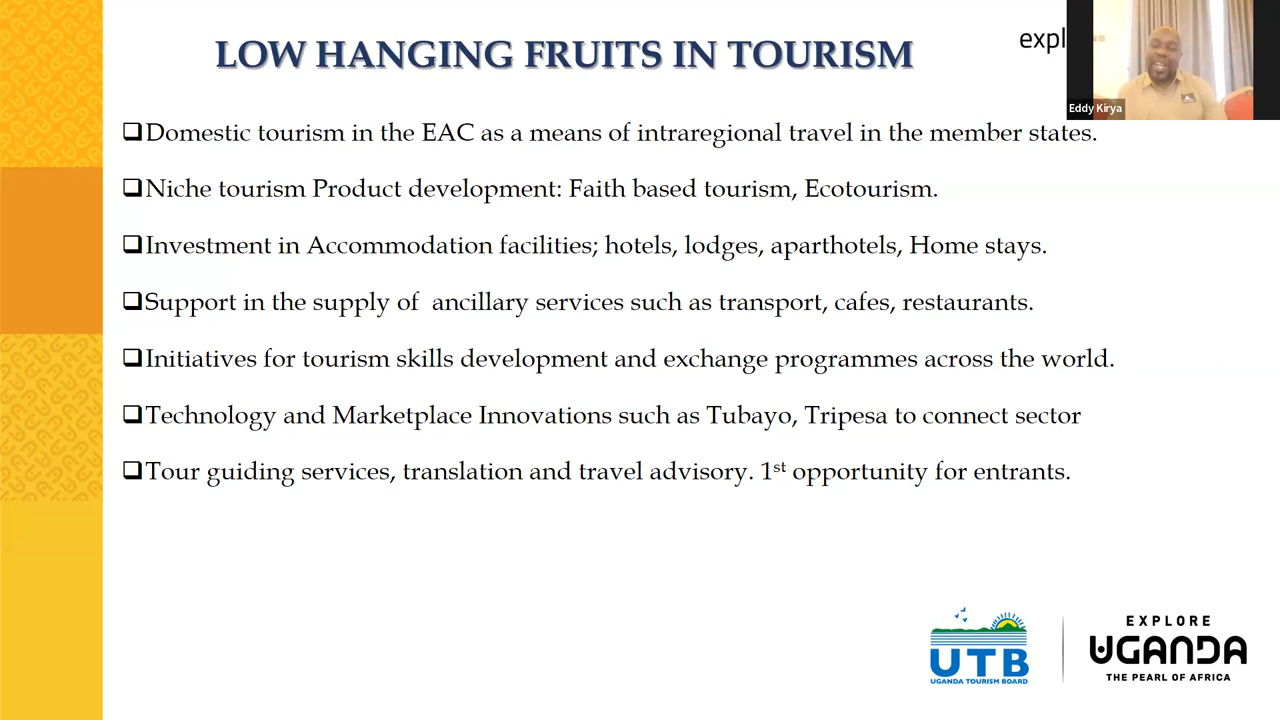 LOW HANGING FRUITS IN TOURISM
expl
Eddy Kirya
❑Domestic tourism in the EAC as a means of intraregional travel in the member states.
❑Niche tourism Product development: Faith based tourism, Ecotourism.
❑Investment in Accommodation facilities; hotels, lodges, aparthotels, Home stays.
❑Support in the supply of ancillary services such as transport, cafes, restaurants.
❑Initiatives for tourism skills development and exchange programmes across the world.
❑Technology and Marketplace Innovations such as Tubayo, Tripesa to connect sector
❑Tour guiding services, translation and travel advisory. 1st opportunity for entrants.
UTB
UGANDA TOURISM BOARD
EXPLORE
UGANDA
THE PEARL OF AFRICA